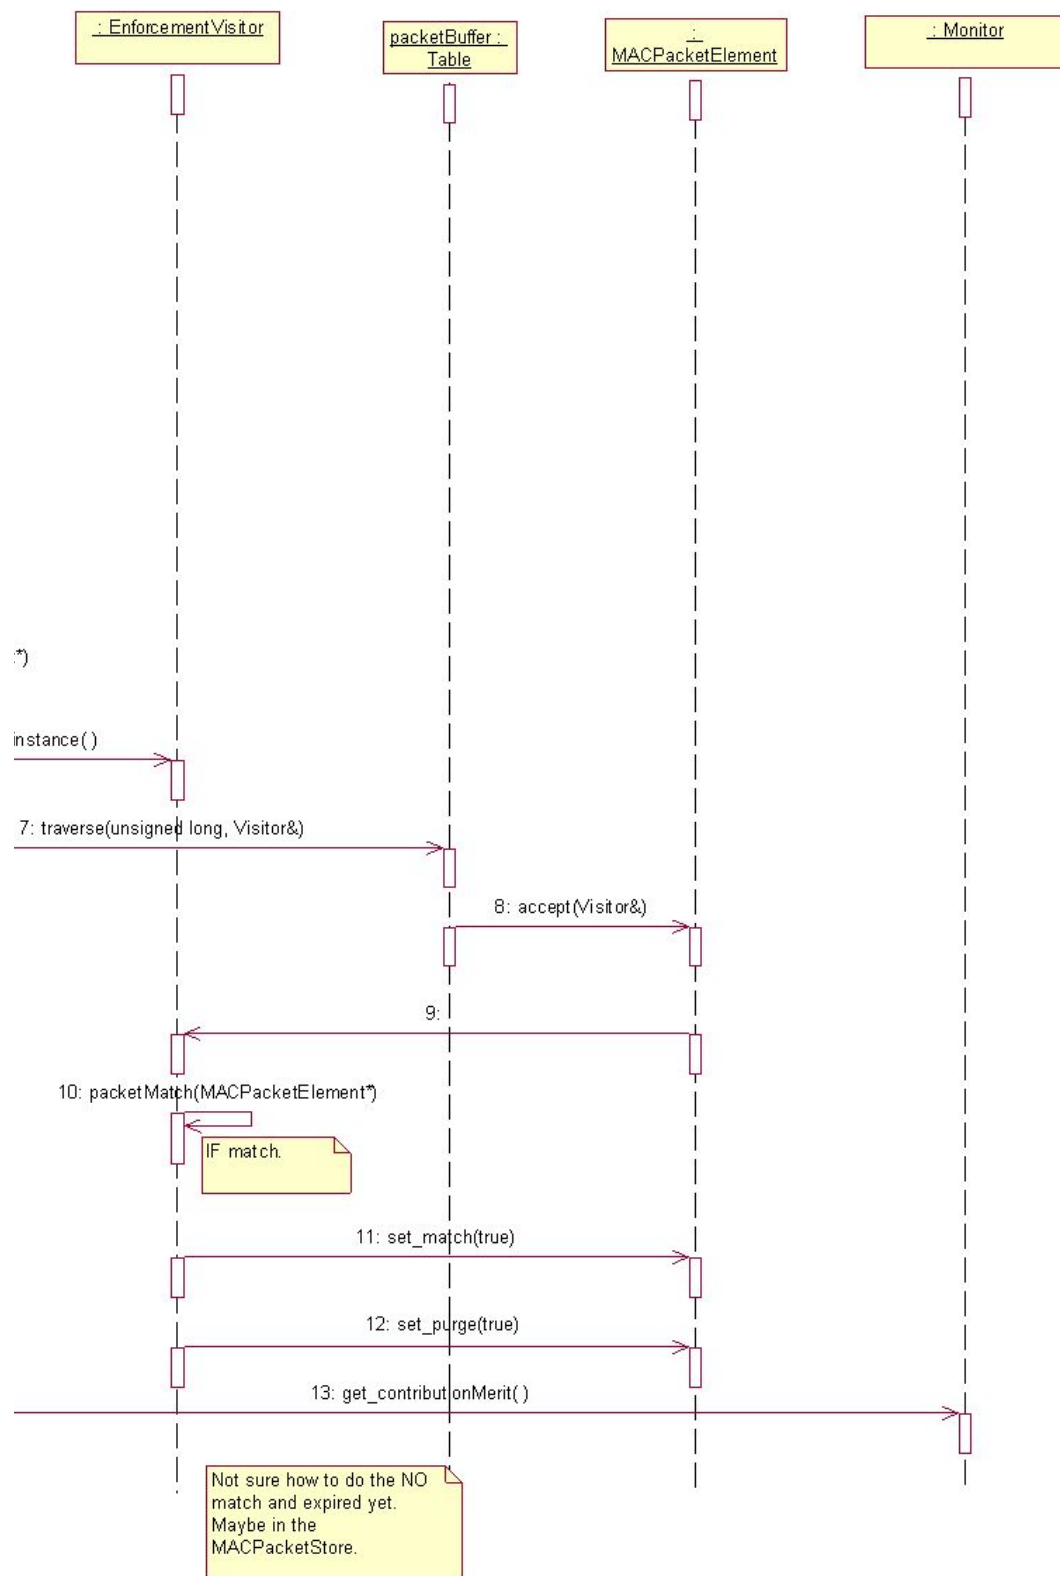 : EnforcementVisitor
packetBuffer :
Table
:
MACPacketElement
: Monitor
:*)
instance( )
7: traverse(unsigned long, Visitor&)
8: accept(Visitor&)
9:
10: packetMatch(MACPacketElement*)
IF match.
11: set_match(true)
12: set_purge(true)
13: get_contributionMerit( )
Not sure how to do the NO
match and expired yet.
Maybe in the
MACPacketStore.